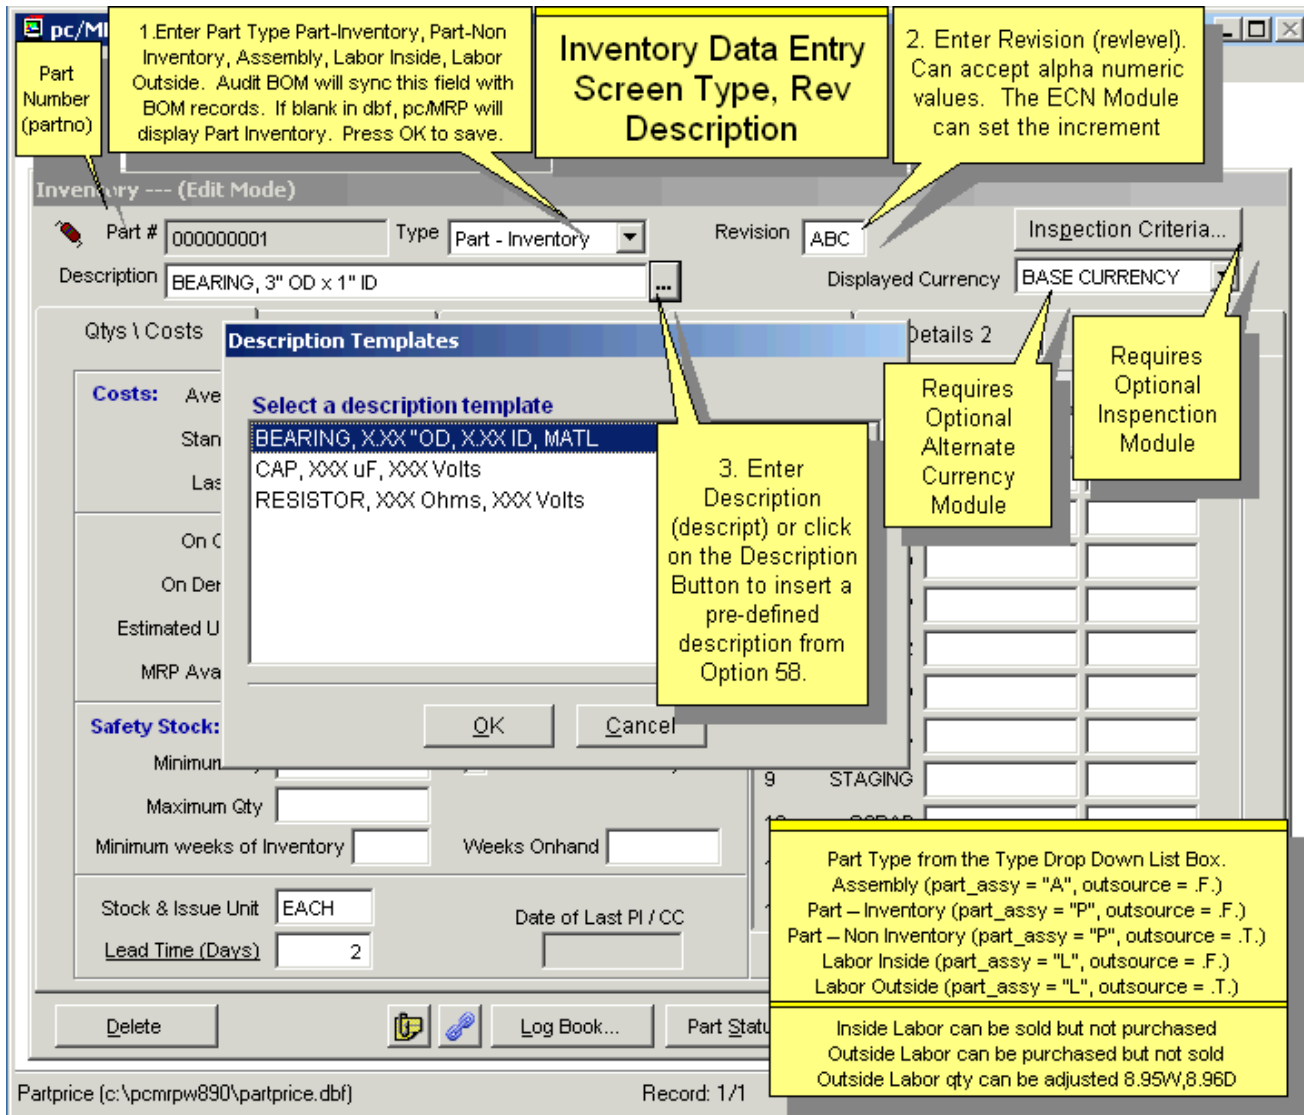 pc/MI
Part
Number
(partno)
1.Enter Part Type Part-Inventory, Part-Non
Inventory, Assembly, Labor Inside, Labor
Outside.  Audit BOM will sync this field with
BOM records.  If blank in dbf, pc/MRP will
display Part Inventory.  Press OK to save.
Inventory Data Entry
Screen Type, Rev
Description
2. Enter Revision (revlevel).
Can accept alpha numeric
values.  The ECN Module
can set the increment
Inventory --- (Edit Mode)
Part # 000000001 Type Part - Inventory Revision ABC Inspection Criteria...
Description BEARING, 3" OD x 1" ID ... Displayed Currency BASE CURRENCY
Qtys \ Costs Details 2
Description Templates
Select a description template
BEARING, X.XX "OD, X.XX ID, MATL
CAP, XXX uF, XXX Volts
RESISTOR, XXX Ohms, XXX Volts
OK Cancel
3. Enter
Description
(descript) or click
on the Description
Button to insert a
pre-defined
description from
Option 58.
Requires
Optional
Alternate
Currency
Module
Requires
Optional
Inspenction
Module
Costs: Ave
Stan
Las
On O
On Der
Estimated U
MRP Ava
Safety Stock:
Minimum
Maximum Qty
Minimum weeks of Inventory Weeks Onhand
9 STAGING
Stock & Issue Unit EACH Date of Last PI / CC
Lead Time (Days) 2
Part Type from the Type Drop Down List Box.
Assembly (part_assy = "A", outsource = .F.)
Part – Inventory (part_assy = "P", outsource = .F.)
Part – Non Inventory (part_assy = "P", outsource = .T.)
Labor Inside (part_assy = "L", outsource = .F.)
Labor Outside (part_assy = "L", outsource = .T.)
Inside Labor can be sold but not purchased
Outside Labor can be purchased but not sold
Outside Labor qty can be adjusted 8.95W,8.96D
Delete Log Book... Part Statu
Partprice (c:\pcmrpw890\partprice.dbf) Record: 1/1